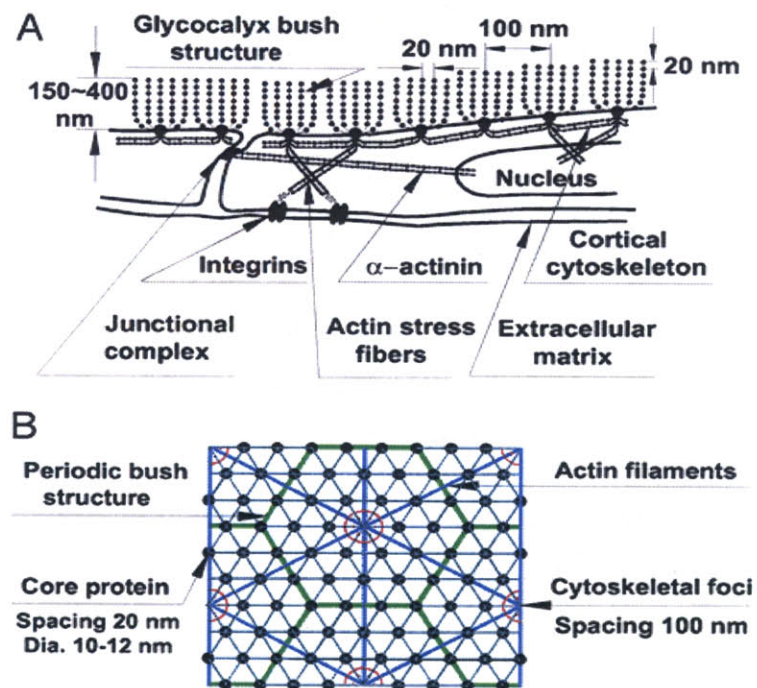 A
Glycocalyx bush
structure
100 nm
20 nm
20 nm
150~400
nm
Nucleus
Integrins
α-actinin
Cortical
cytoskeleton
Junctional
complex
Actin stress
fibers
Extracellular
matrix
B
Periodic bush
structure
Actin filaments
Core protein
Spacing 20 nm
Dia. 10-12 nm
Cytoskeletal foci
Spacing 100 nm